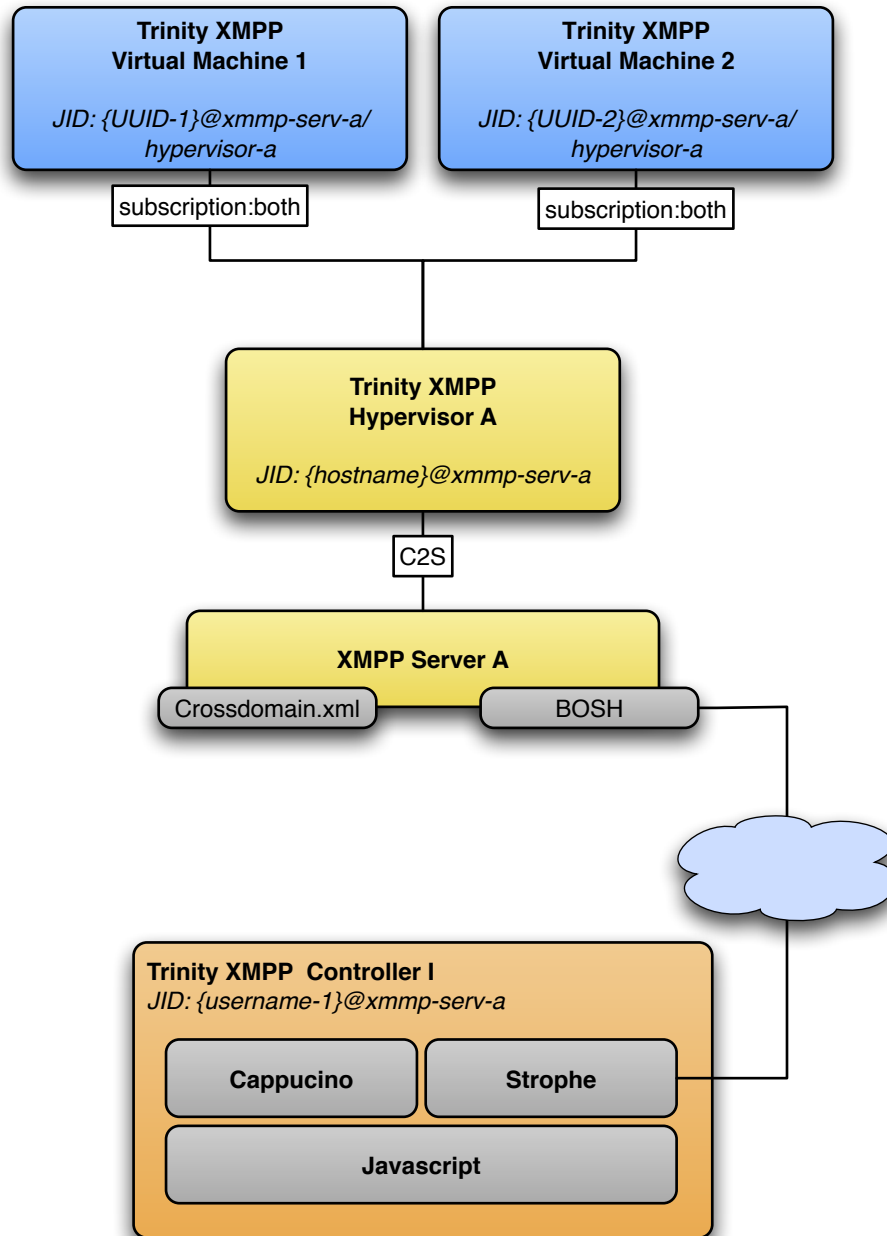 Trinity XMPP
Virtual Machine 1
JID: {UUID-1}@xmmp-serv-a/
hypervisor-a
Trinity XMPP
Virtual Machine 2
JID: {UUID-2}@xmmp-serv-a/
hypervisor-a
subscription:both
subscription:both
Trinity XMPP
Hypervisor A
JID: {hostname}@xmmp-serv-a
C2S
XMPP Server A
Crossdomain.xml
BOSH
Trinity XMPP  Controller I
JID: {username-1}@xmmp-serv-a
Cappucino
Strophe
Javascript